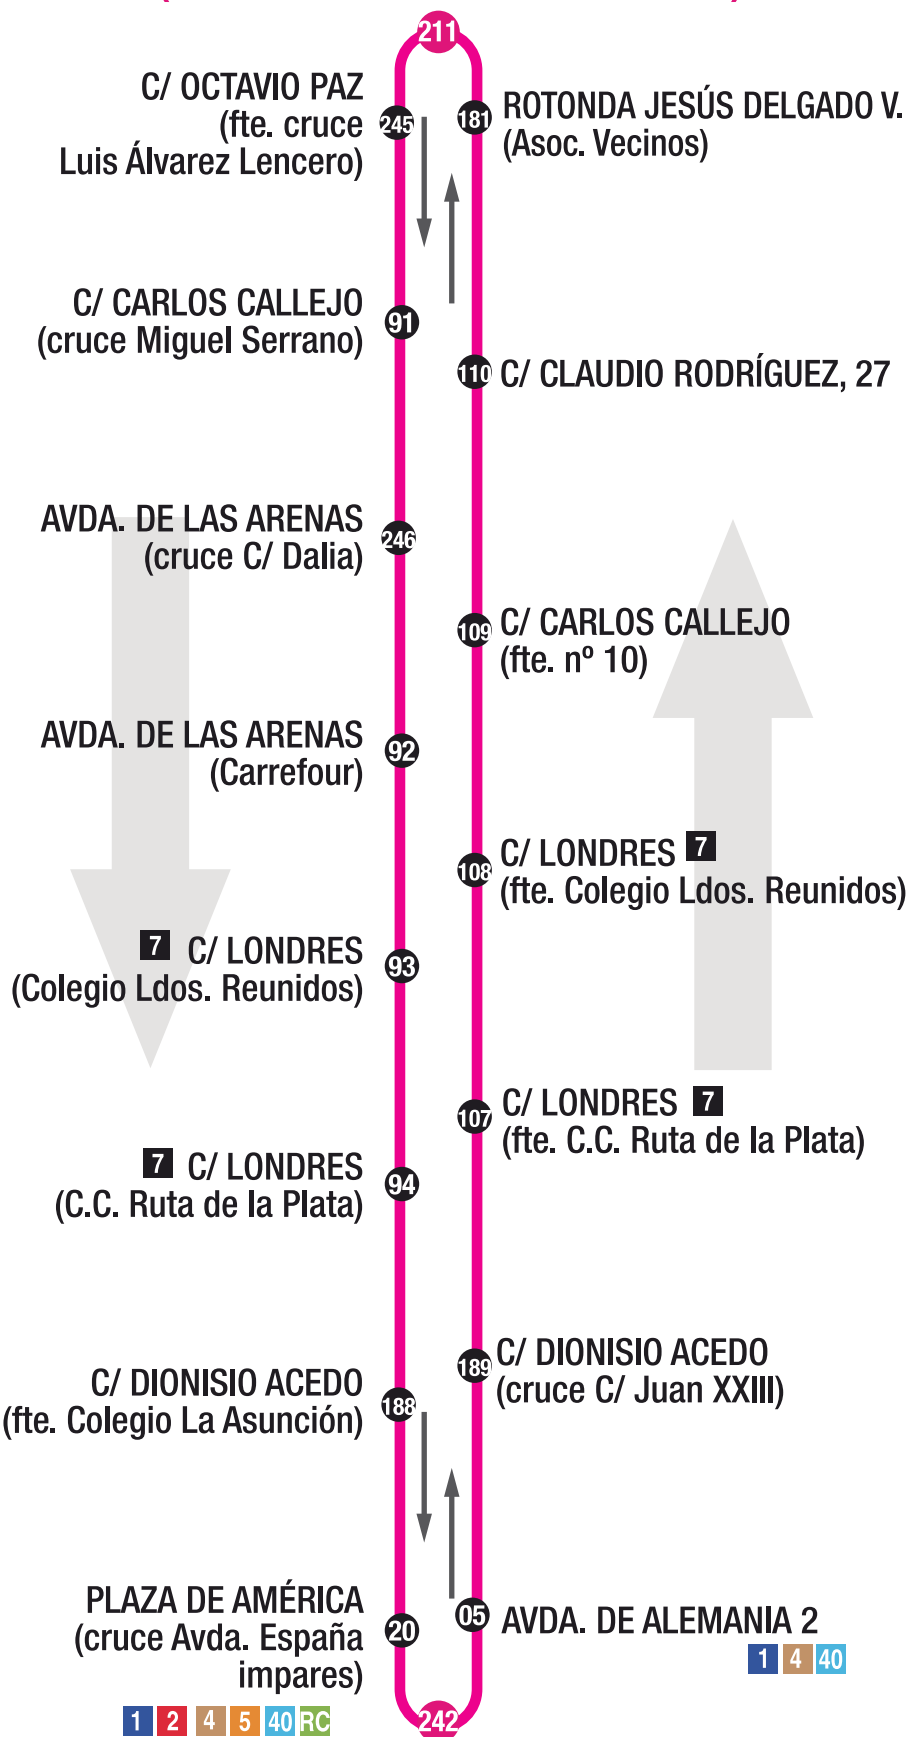 211
C/ OCTAVIO PAZ
(fte. cruce
Luis Álvarez Lencero)
245
181
ROTONDA JESÚS DELGADO V.
(Asoc. Vecinos)
C/ CARLOS CALLEJO
(cruce Miguel Serrano)
91
110
C/ CLAUDIO RODRÍGUEZ, 27
AVDA. DE LAS ARENAS
(cruce C/ Dalia)
246
109
C/ CARLOS CALLEJO
(fte. nº 10)
AVDA. DE LAS ARENAS
(Carrefour)
92
108
C/ LONDRES 7
(fte. Colegio Ldos. Reunidos)
7 C/ LONDRES
(Colegio Ldos. Reunidos)
93
107
C/ LONDRES 7
(fte. C.C. Ruta de la Plata)
7 C/ LONDRES
(C.C. Ruta de la Plata)
94
189
C/ DIONISIO ACEDO
(cruce C/ Juan XXIII)
C/ DIONISIO ACEDO
(fte. Colegio La Asunción)
188
PLAZA DE AMÉRICA
(cruce Avda. España
impares)
20
1 2 4 5 40 RC
05
AVDA. DE ALEMANIA 2
1 4 40
242